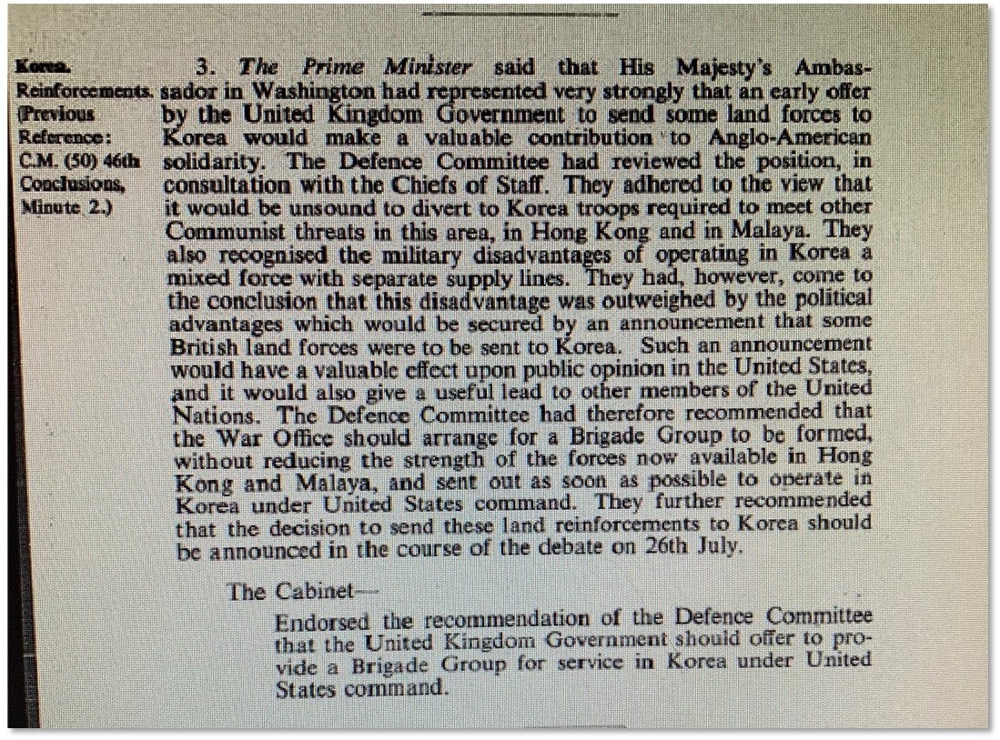 Korea.
Reinforcements.
(Previous
Reference:
C.M. (50) 46th
Conclusions,
Minute 2.)
3. The Prime Minister said that His Majesty's Ambas-
sador in Washington had represented very strongly that an early offer
by the United Kingdom Government to send some land forces to
Korea would make a valuable contribution to Anglo-American
solidarity. The Defence Committee had reviewed the position, in
consultation with the Chiefs of Staff. They adhered to the view that
it would be unsound to divert to Korea troops required to meet other
Communist threats in this area, in Hong Kong and in Malaya. They
also recognised the military disadvantages of operating in Korea a
mixed force with separate supply lines. They had, however, come to
the conclusion that this disadvantage was outweighed by the political
advantages which would be secured by an announcement that some
British land forces were to be sent to Korea. Such an announcement
would have a valuable effect upon public opinion in the United States,
and it would also give a useful lead to other members of the United
Nations. The Defence Committee had therefore recommended that
the War Office should arrange for a Brigade Group to be formed,
without reducing the strength of the forces now available in Hong
Kong and Malaya, and sent out as soon as possible to operate in
Korea under United States command. They further recommended
that the decision to send these land reinforcements to Korea should
be announced in the course of the debate on 26th July.
The Cabinet—
Endorsed the recommendation of the Defence Committee
that the United Kingdom Government should offer to pro-
vide a Brigade Group for service in Korea under United
States command.